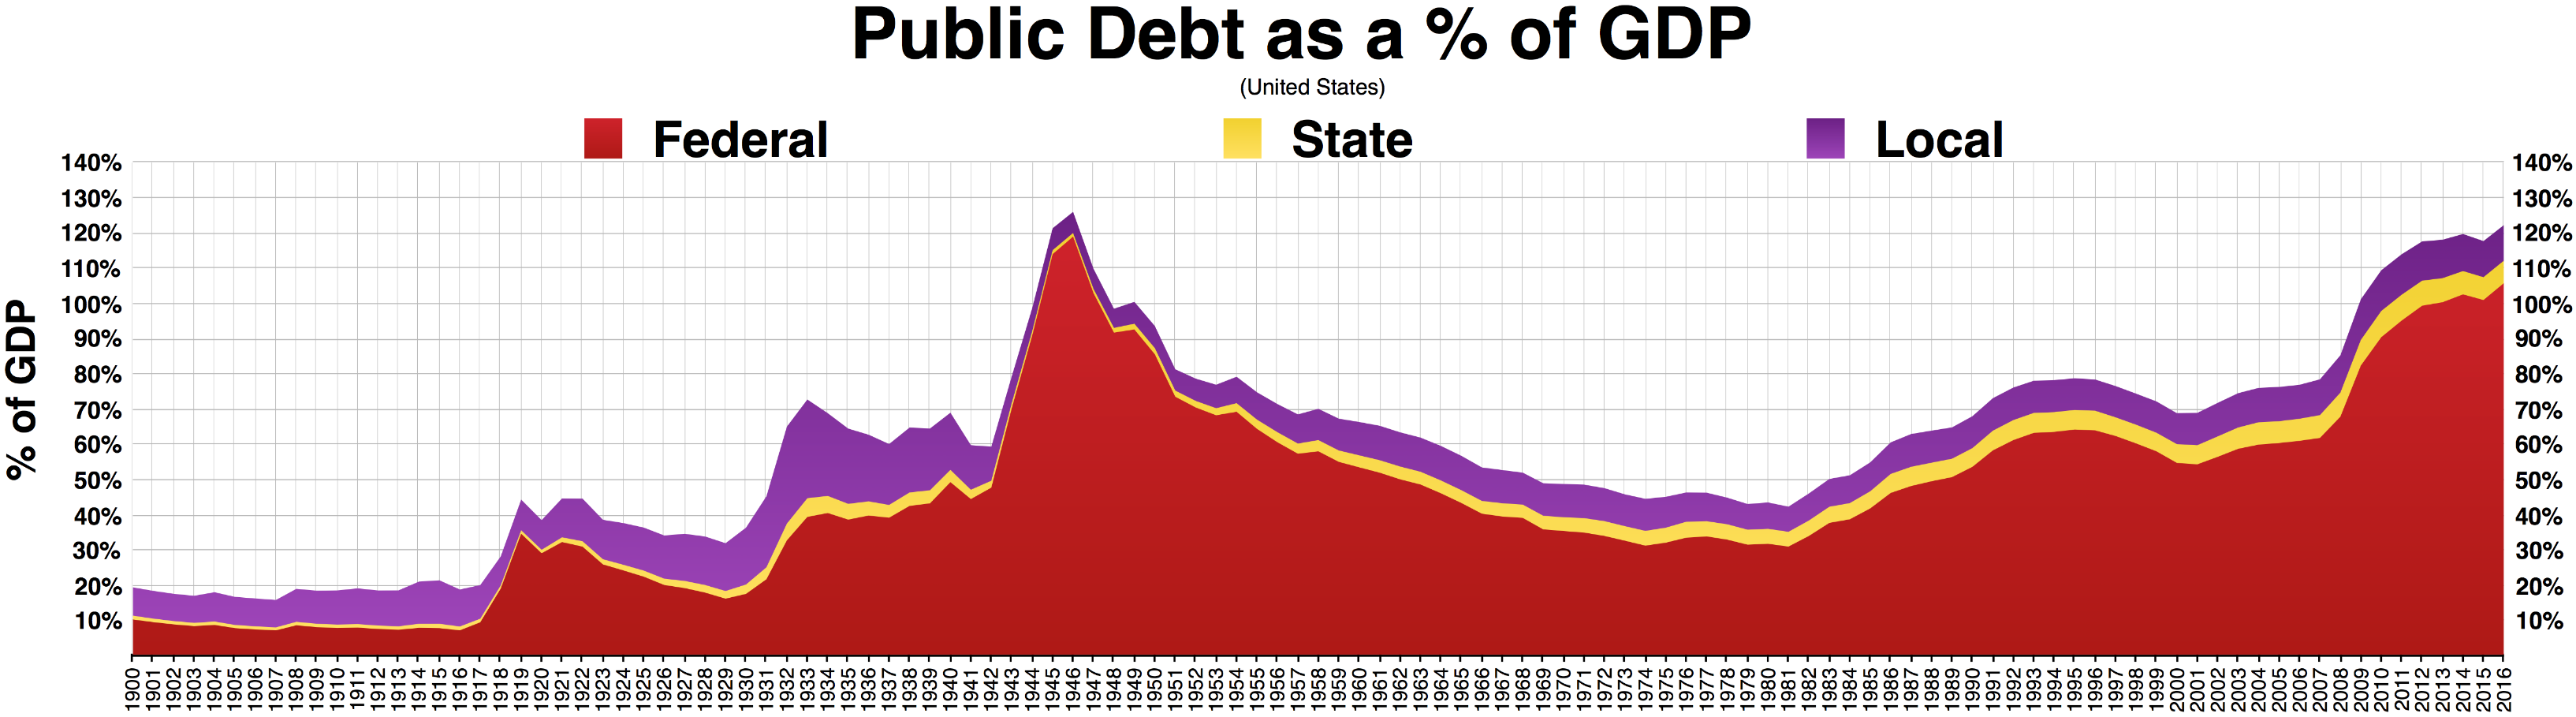 Public Debt as a % of GDP
(United States)
Federal State Local
140% 140%
130% 130%
120% 120%
110% 110%
100% 100%
90% 90%
80% 80%
70% 70%
60% 60%
50% 50%
40% 40%
30% 30%
20% 20%
10% 10%
% of GDP
1900 1901 1902 1903 1904 1905 1906 1907 1908 1909 1910 1911 1912 1913 1914 1915 1916 1917 1918 1919 1920 1921 1922 1923 1924 1925 1926 1927 1928 1929 1930 1931 1932 1933 1934 1935 1936 1937 1938 1939 1940 1941 1942 1943 1944 1945 1946 1947 1948 1949 1950 1951 1952 1953 1954 1955 1956 1957 1958 1959 1960 1961 1962 1963 1964 1965 1966 1967 1968 1969 1970 1971 1972 1973 1974 1975 1976 1977 1978 1979 1980 1981 1982 1983 1984 1985 1986 1987 1988 1989 1990 1991 1992 1993 1994 1995 1996 1997 1998 1999 2000 2001 2002 2003 2004 2005 2006 2007 2008 2009 2010 2011 2012 2013 2014 2015 2016